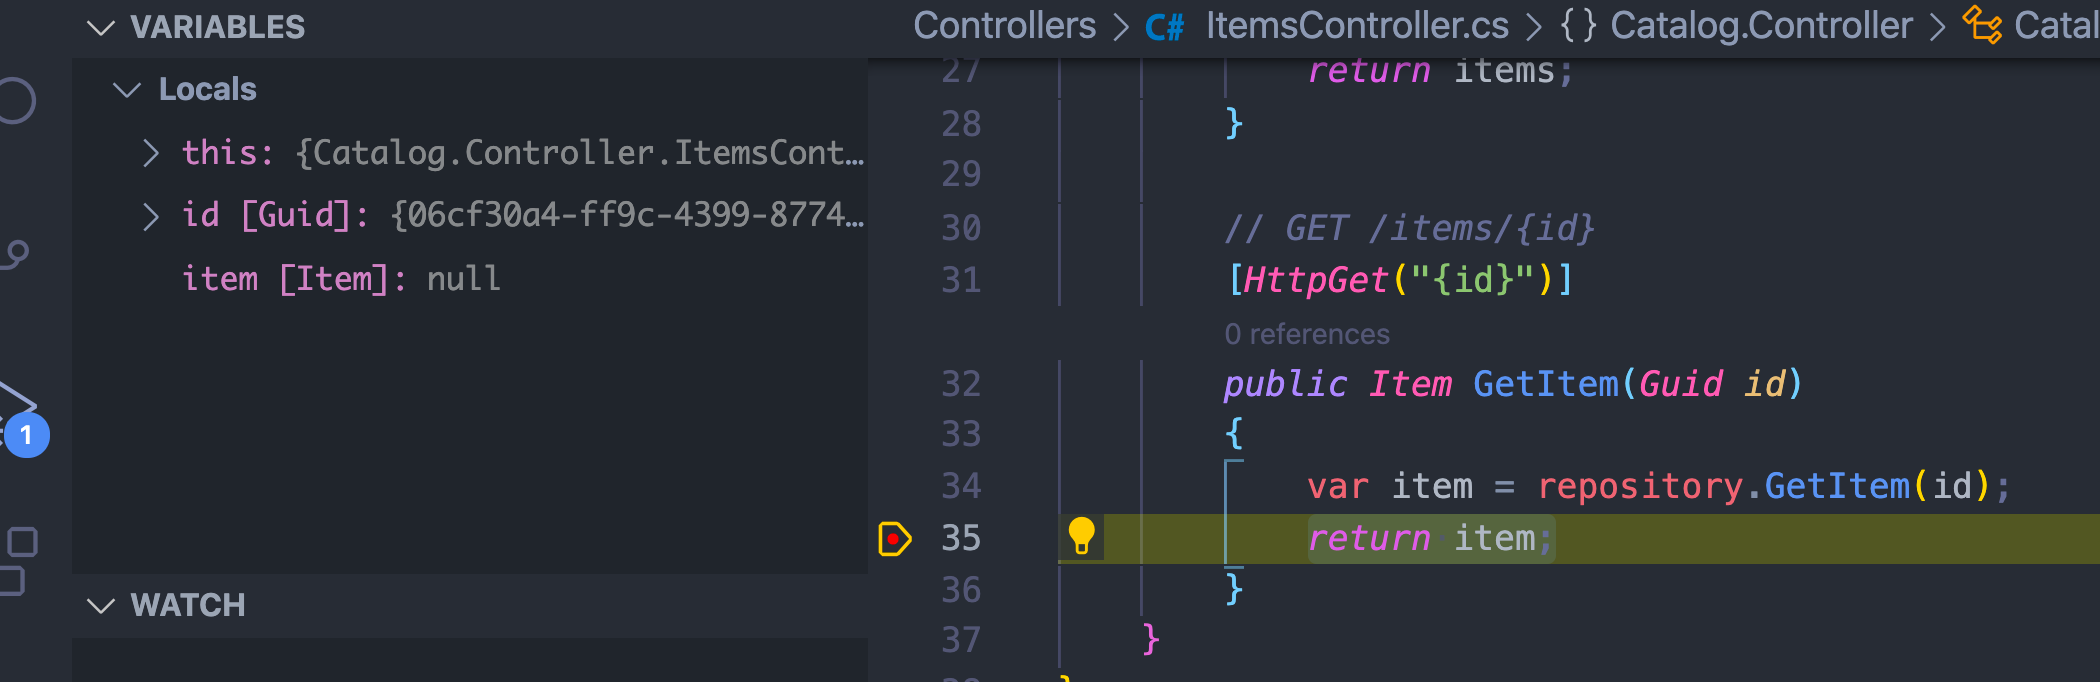 VARIABLES
Locals
this: {Catalog.Controller.ItemsCont…
id [Guid]: {06cf30a4-ff9c-4399-8774…
item [Item]: null
WATCH
1
Controllers > C# ItemsController.cs > {} Catalog.Controller > Catal
27 return items;
28 }
29
30 // GET /items/{id}
31 [HttpGet("{id}")]
0 references
32 public Item GetItem(Guid id)
33 {
34 var item = repository.GetItem(id);
35 return item;
36 }
37 }